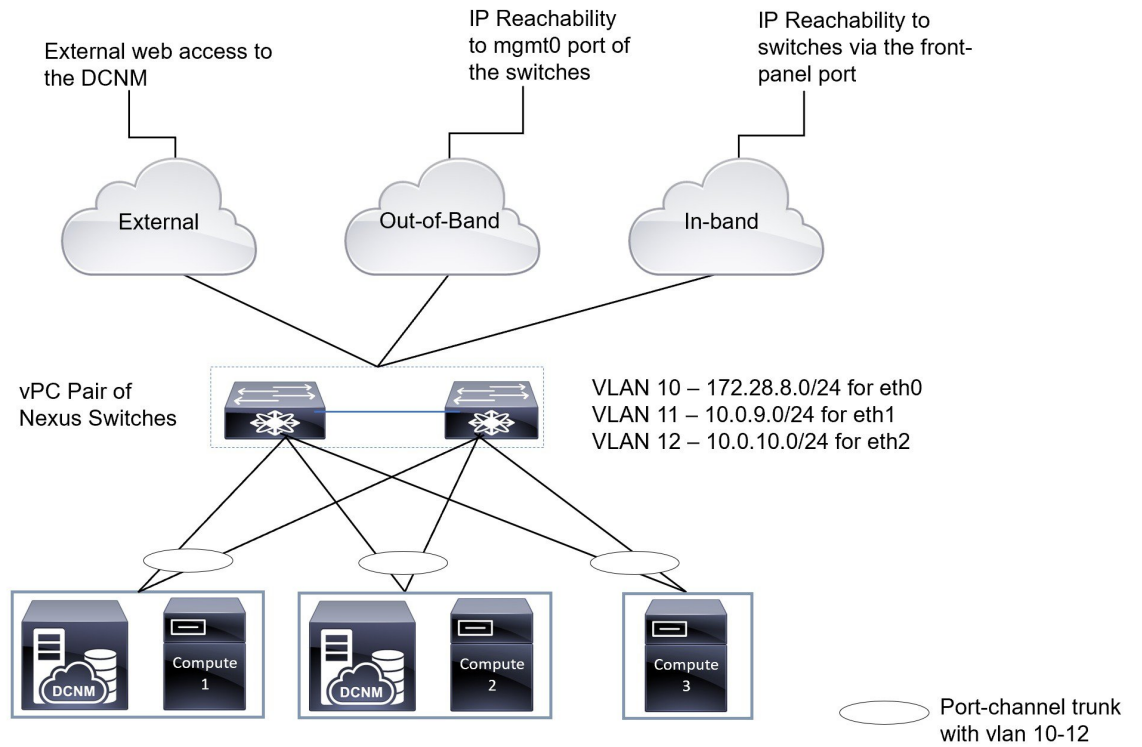 External web access to
the DCNM
IP Reachability
to mgmt0 port of
the switches
IP Reachability to
switches via the front-
panel port
External
Out-of-Band
In-band
vPC Pair of
Nexus Switches
VLAN 10 – 172.28.8.0/24 for eth0
VLAN 11 – 10.0.9.0/24 for eth1
VLAN 12 – 10.0.10.0/24 for eth2
DCNM
Compute
1
DCNM
Compute
2
Compute
3
Port-channel trunk
with vlan 10-12